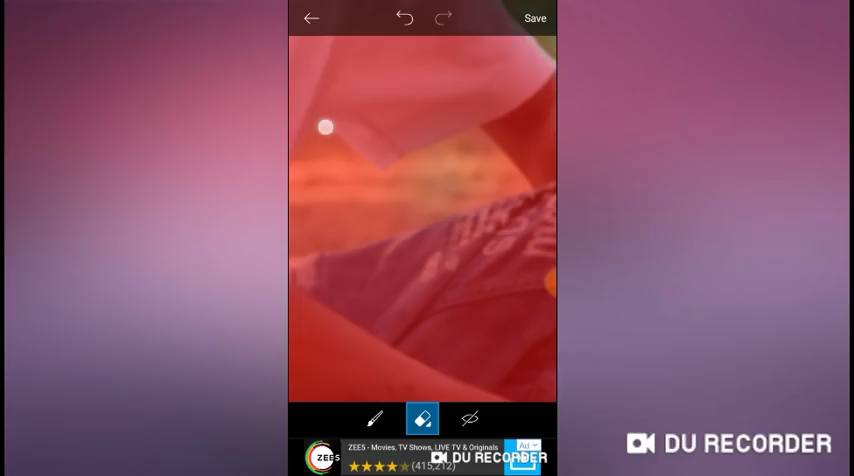 Save
ZEE5 - Movies, TV Shows, LIVE TV & Originals
Ad
ZEE5
(415,212)
DU RECORDER
DU RECORDER